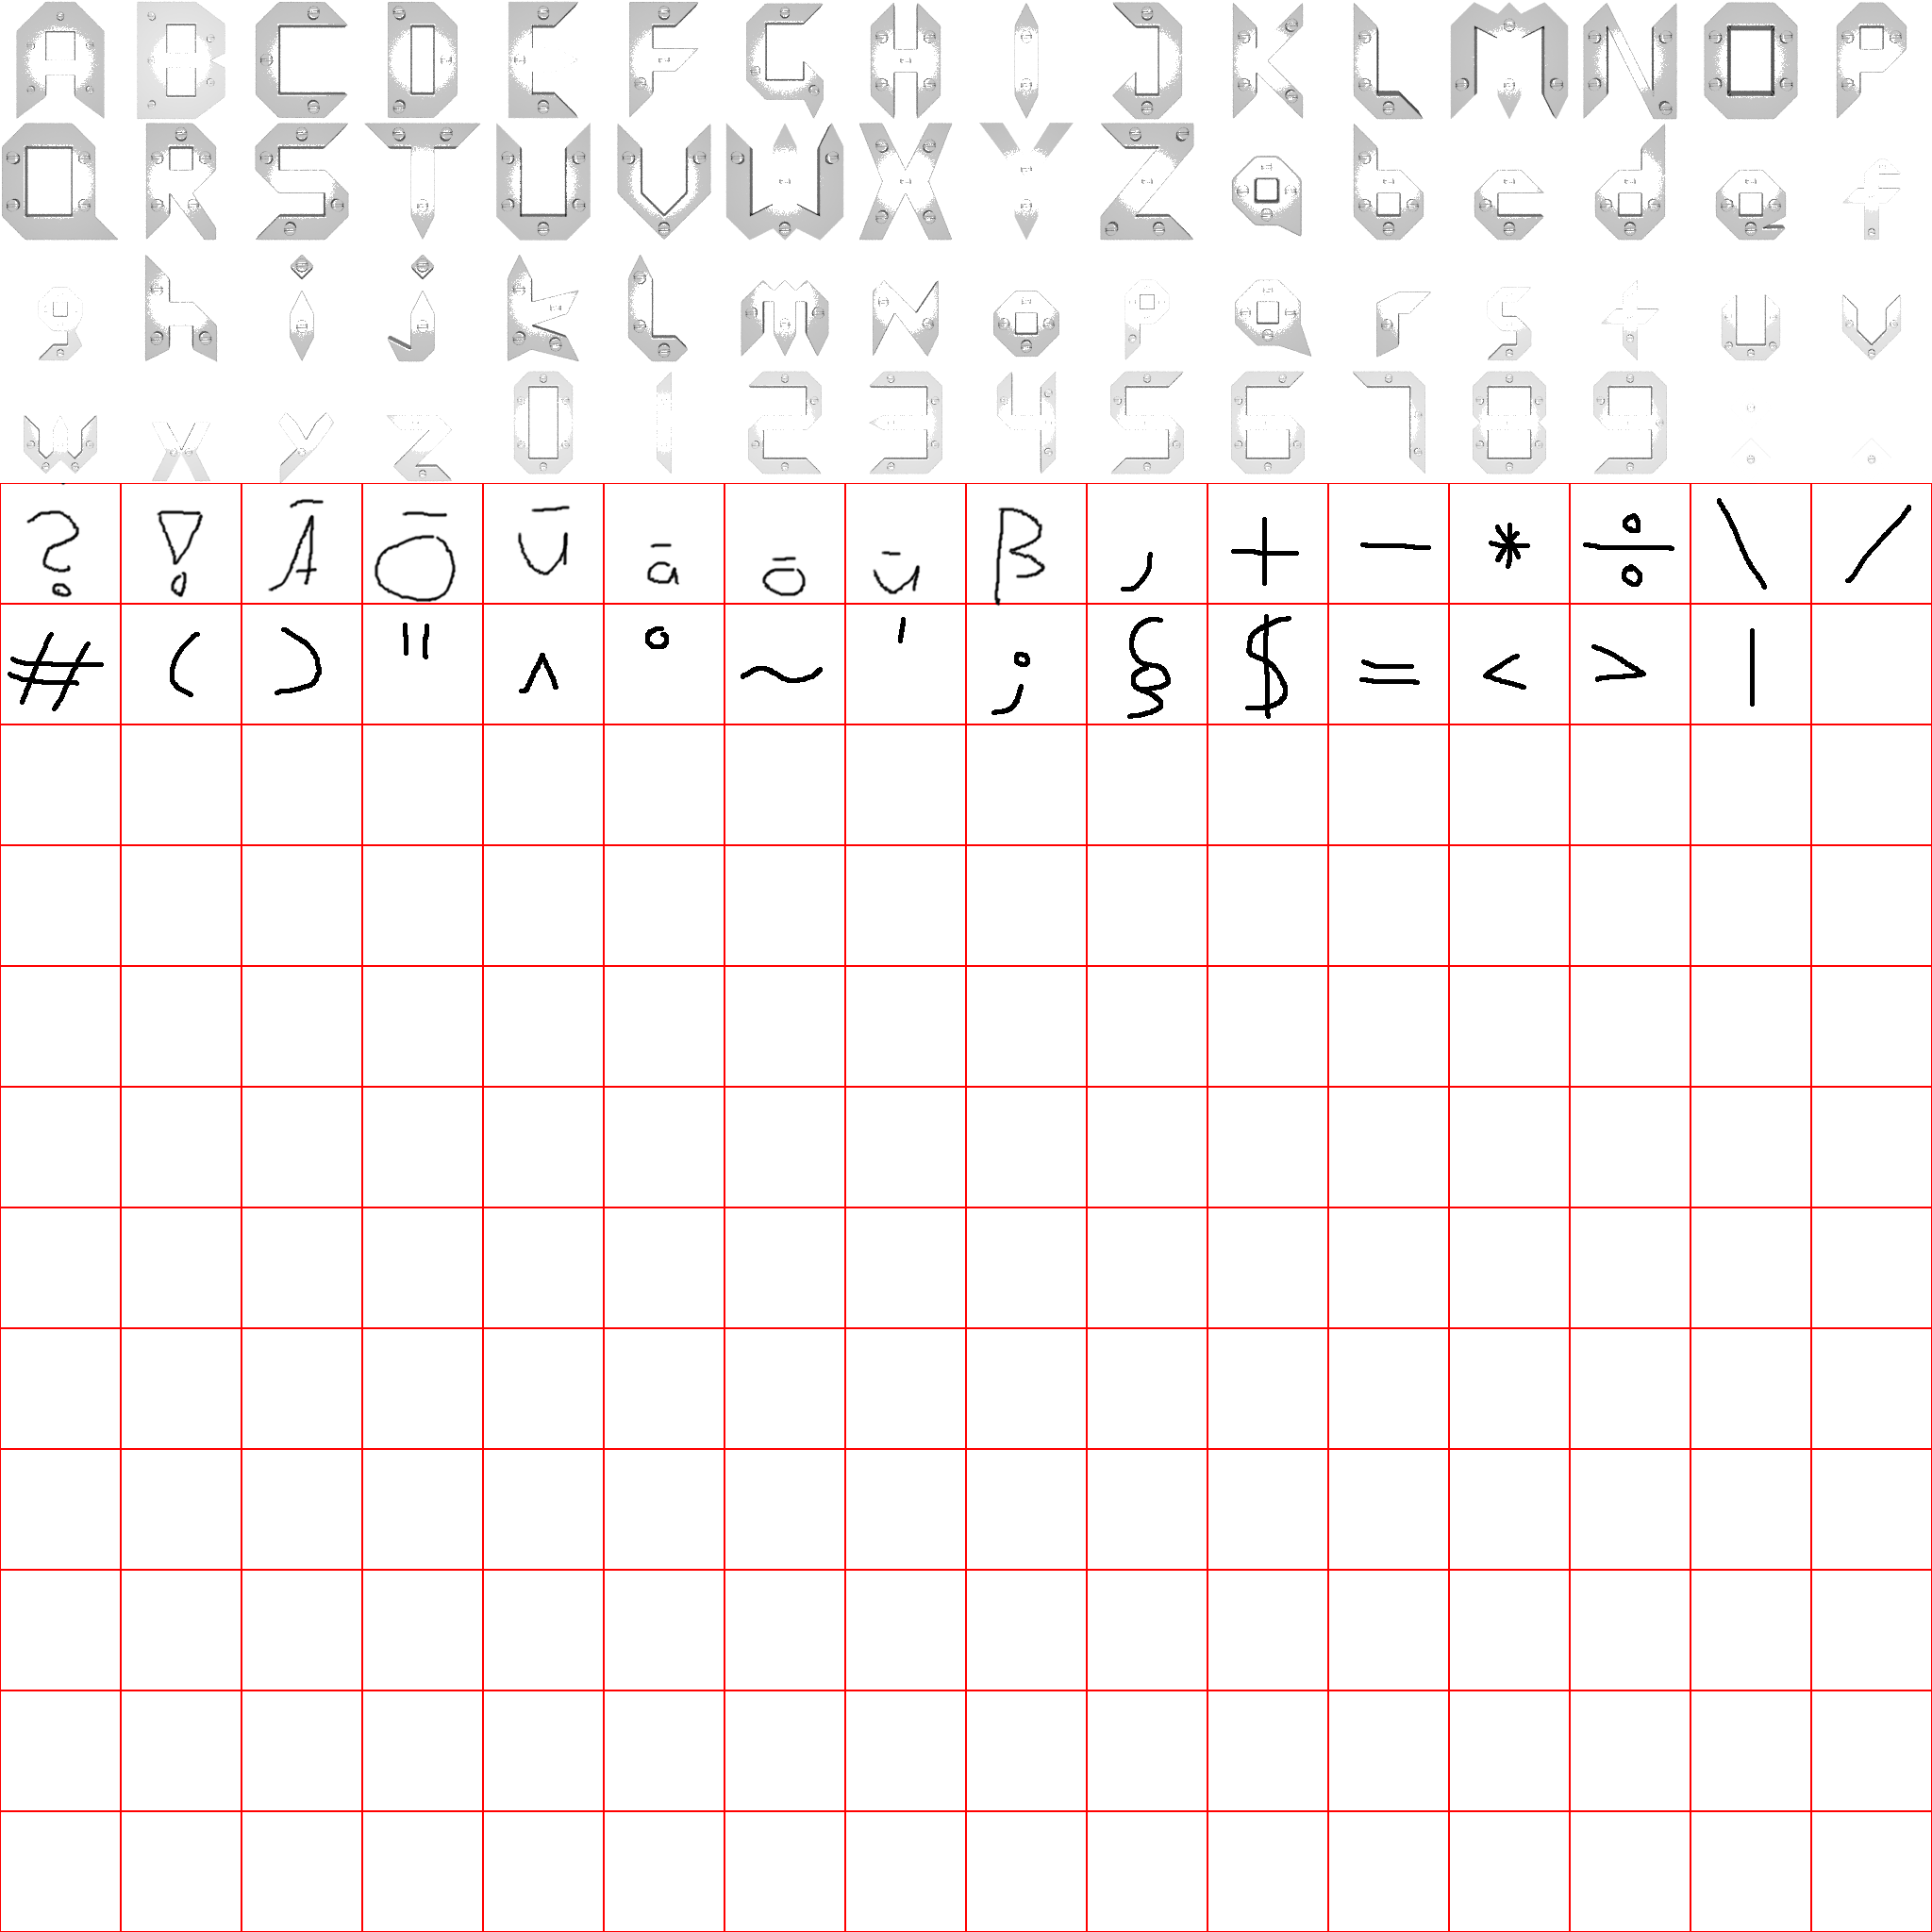 A B C D E F G H I J K L M N O P
Q R S T U V W X Y Z a b c d e f
g h i j k l m n o p q r s t u v
w x y z 0 1 2 3 4 5 6 7 8 9 : .
? ! Ā Ō Ū ā ō ū ß , + - * ÷ \ /
# ( ) " ^ ° ~ ' ; § $ = < > |